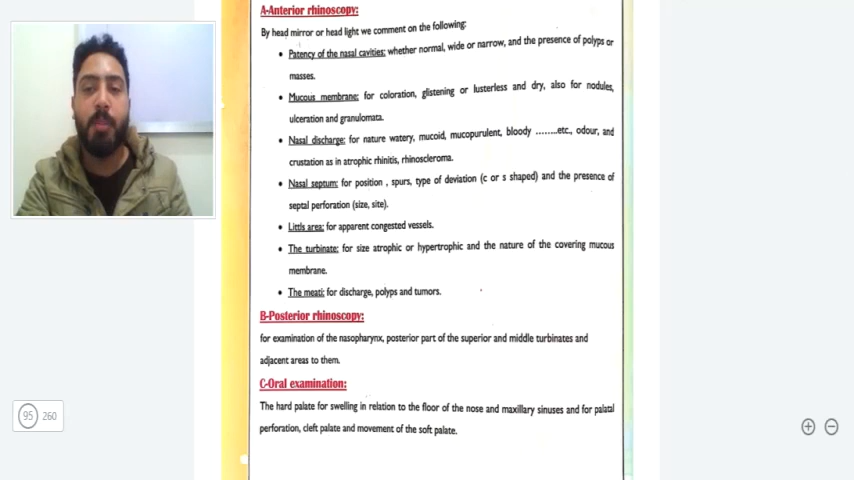 A-Anterior rhinoscopy:
By head mirror or head light we comment on the following:
• Patency of the nasal cavities: whether normal, wide or narrow, and the presence of polyps or
masses.
• Mucous membrane: for coloration, glistening or lusterless and dry, also for nodules,
ulceration and granulomata.
• Nasal discharge: for nature watery, mucoid, mucopurulent, bloody ........etc., odour, and
crustation as in atrophic rhinitis, rhinoscleroma.
• Nasal septum: for position , spurs, type of deviation (c or s shaped) and the presence of
septal perforation (size, site).
• Littls area: for apparent congested vessels.
• The turbinate: for size atrophic or hypertrophic and the nature of the covering mucous
membrane.
• The meati: for discharge, polyps and tumors.
B-Posterior rhinoscopy:
for examination of the nasopharynx, posterior part of the superior and middle turbinates and
adjacent areas to them.
C-Oral examination:
The hard palate for swelling in relation to the floor of the nose and maxillary sinuses and for palatal
perforation, cleft palate and movement of the soft palate.
95 260